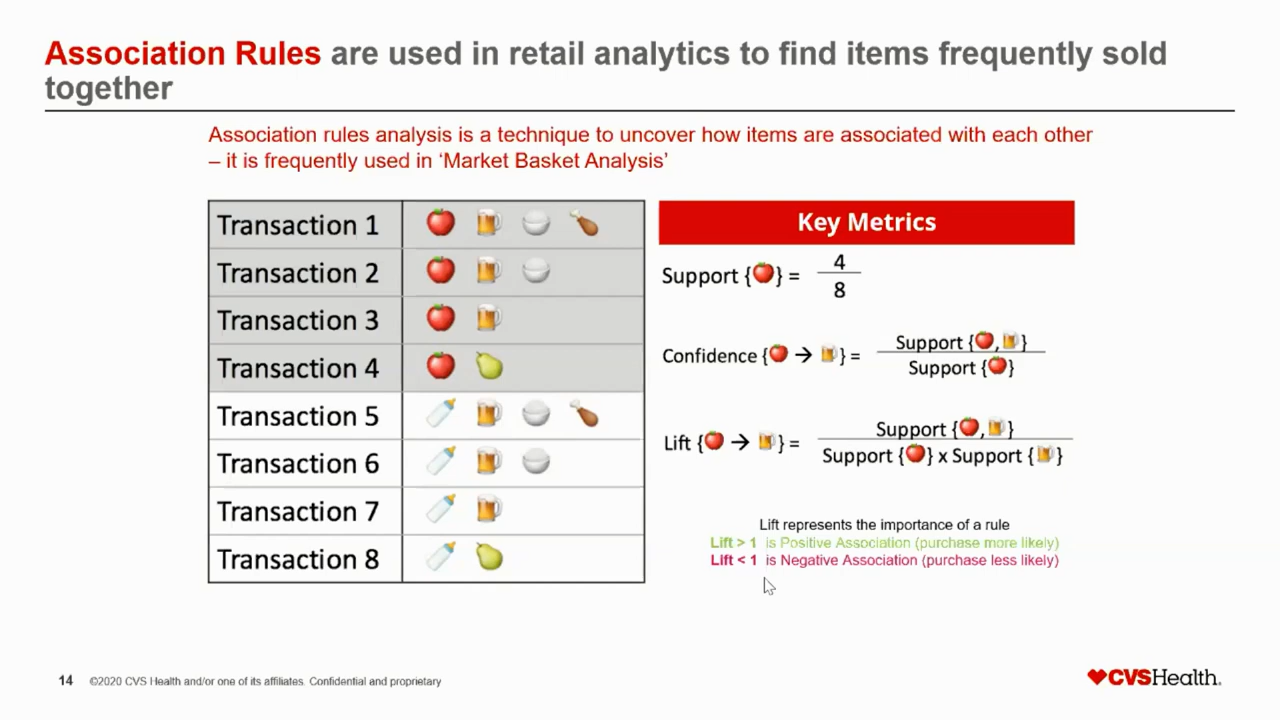 Association Rules are used in retail analytics to find items frequently sold
together
Association rules analysis is a technique to uncover how items are associated with each other
– it is frequently used in ‘Market Basket Analysis’
Transaction 1
Transaction 2
Transaction 3
Transaction 4
Transaction 5
Transaction 6
Transaction 7
Transaction 8
Key Metrics
Support {🍎} = 4
8
Confidence {🍎 → 🍺} = Support {🍎,🍺}
Support {🍎}
Lift {🍎 → 🍺} = Support {🍎,🍺}
Support {🍎} x Support {🍺}
Lift represents the importance of a rule
Lift > 1 is Positive Association (purchase more likely)
Lift < 1 is Negative Association (purchase less likely)
14 ©2020 CVS Health and/or one of its affiliates. Confidential and proprietary
CVSHealth.